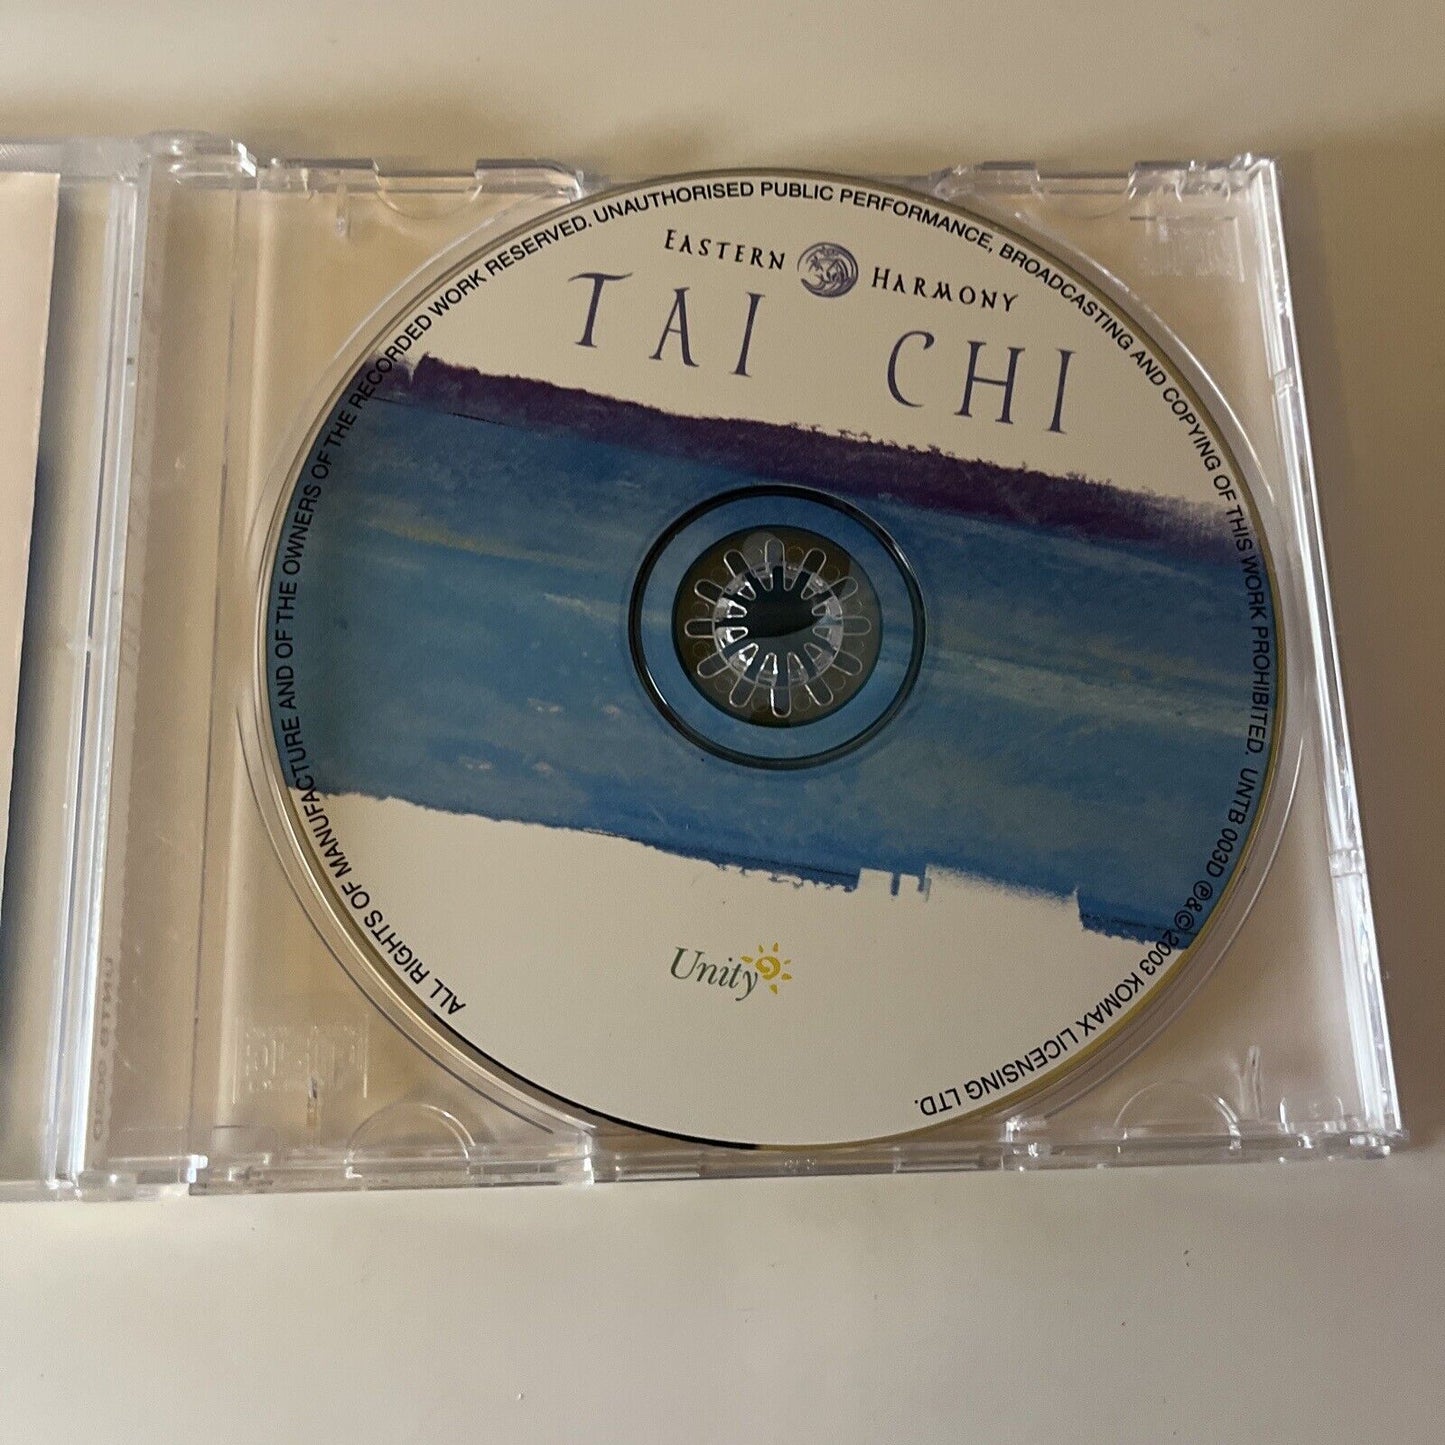 EASTERN HARMONY
TAI CHI
Unity
ALL RIGHTS OF MANUFACTURE AND OF THE OWNERS OF THE RECORDED WORK RESERVED. UNAUTHORISED PUBLIC PERFORMANCE, BROADCASTING AND COPYING OF THIS WORK PROHIBITED. UNTB 003D ℗&© 2003 KOMAX LICENSING LTD.